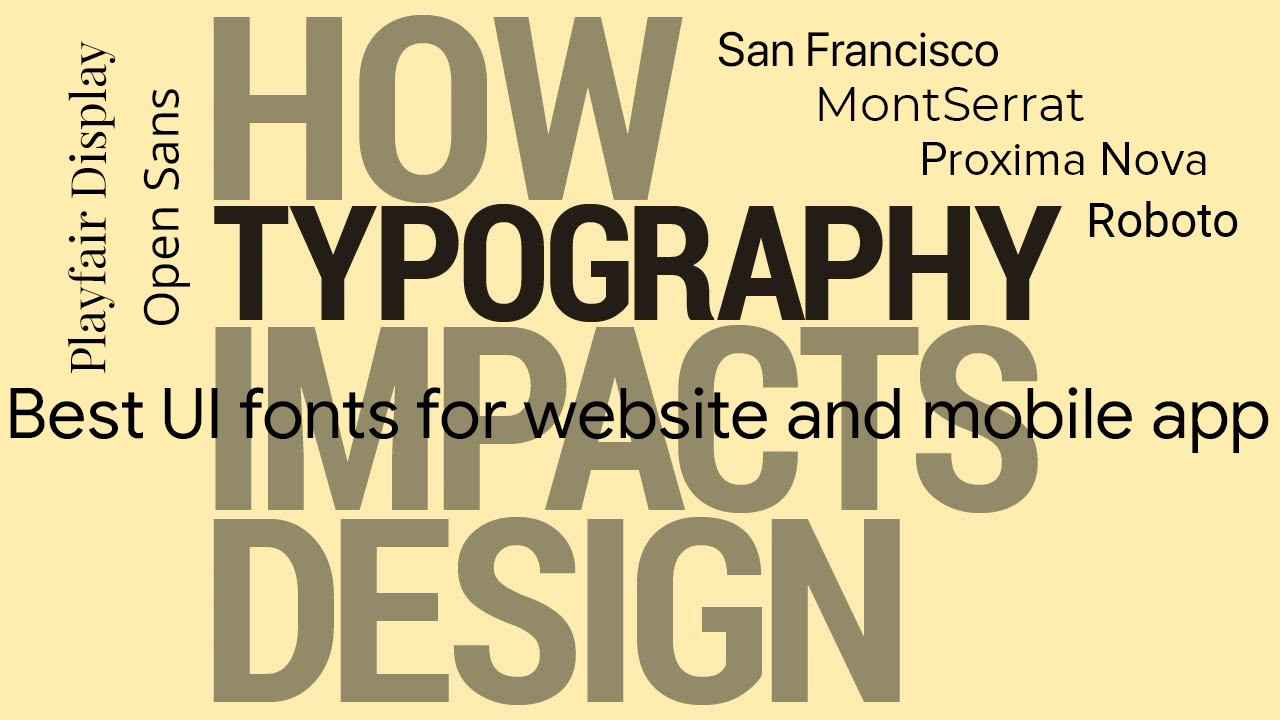 Playfair Display
Open Sans
HOW
TYPOGRAPHY
IMPACTS
DESIGN
San Francisco
MontSerrat
Proxima Nova
Roboto
Best UI fonts for website and mobile app